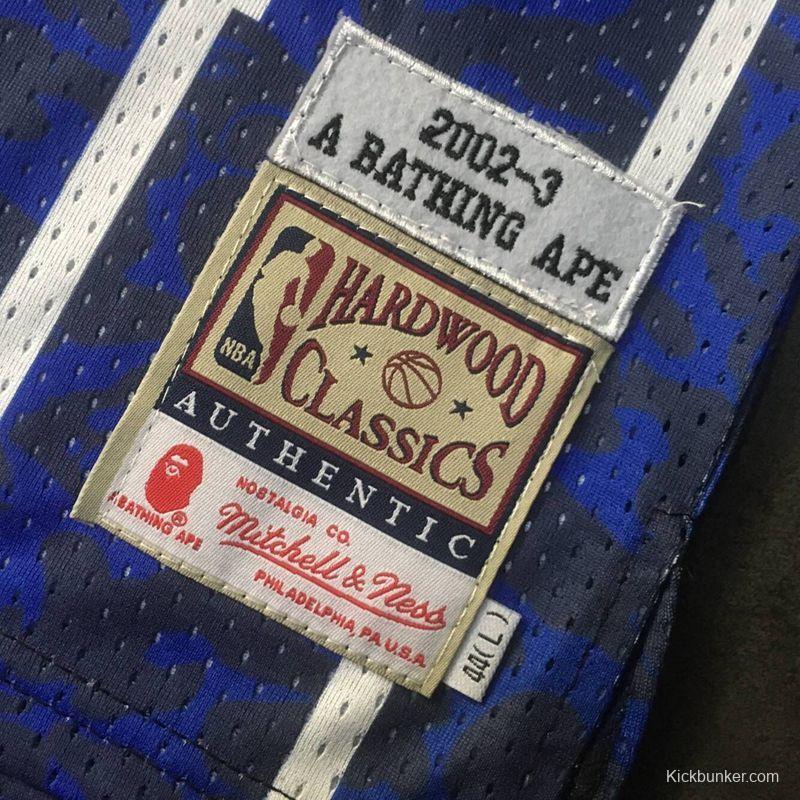 2002-3
A BATHING APE
HARDWOOD
NBA
CLASSICS
AUTHENTIC
A BATHING APE®
NOSTALGIA CO.
Mitchell & Ness
PHILADELPHIA, PA U.S.A.
44(L)
Kickbunker.com